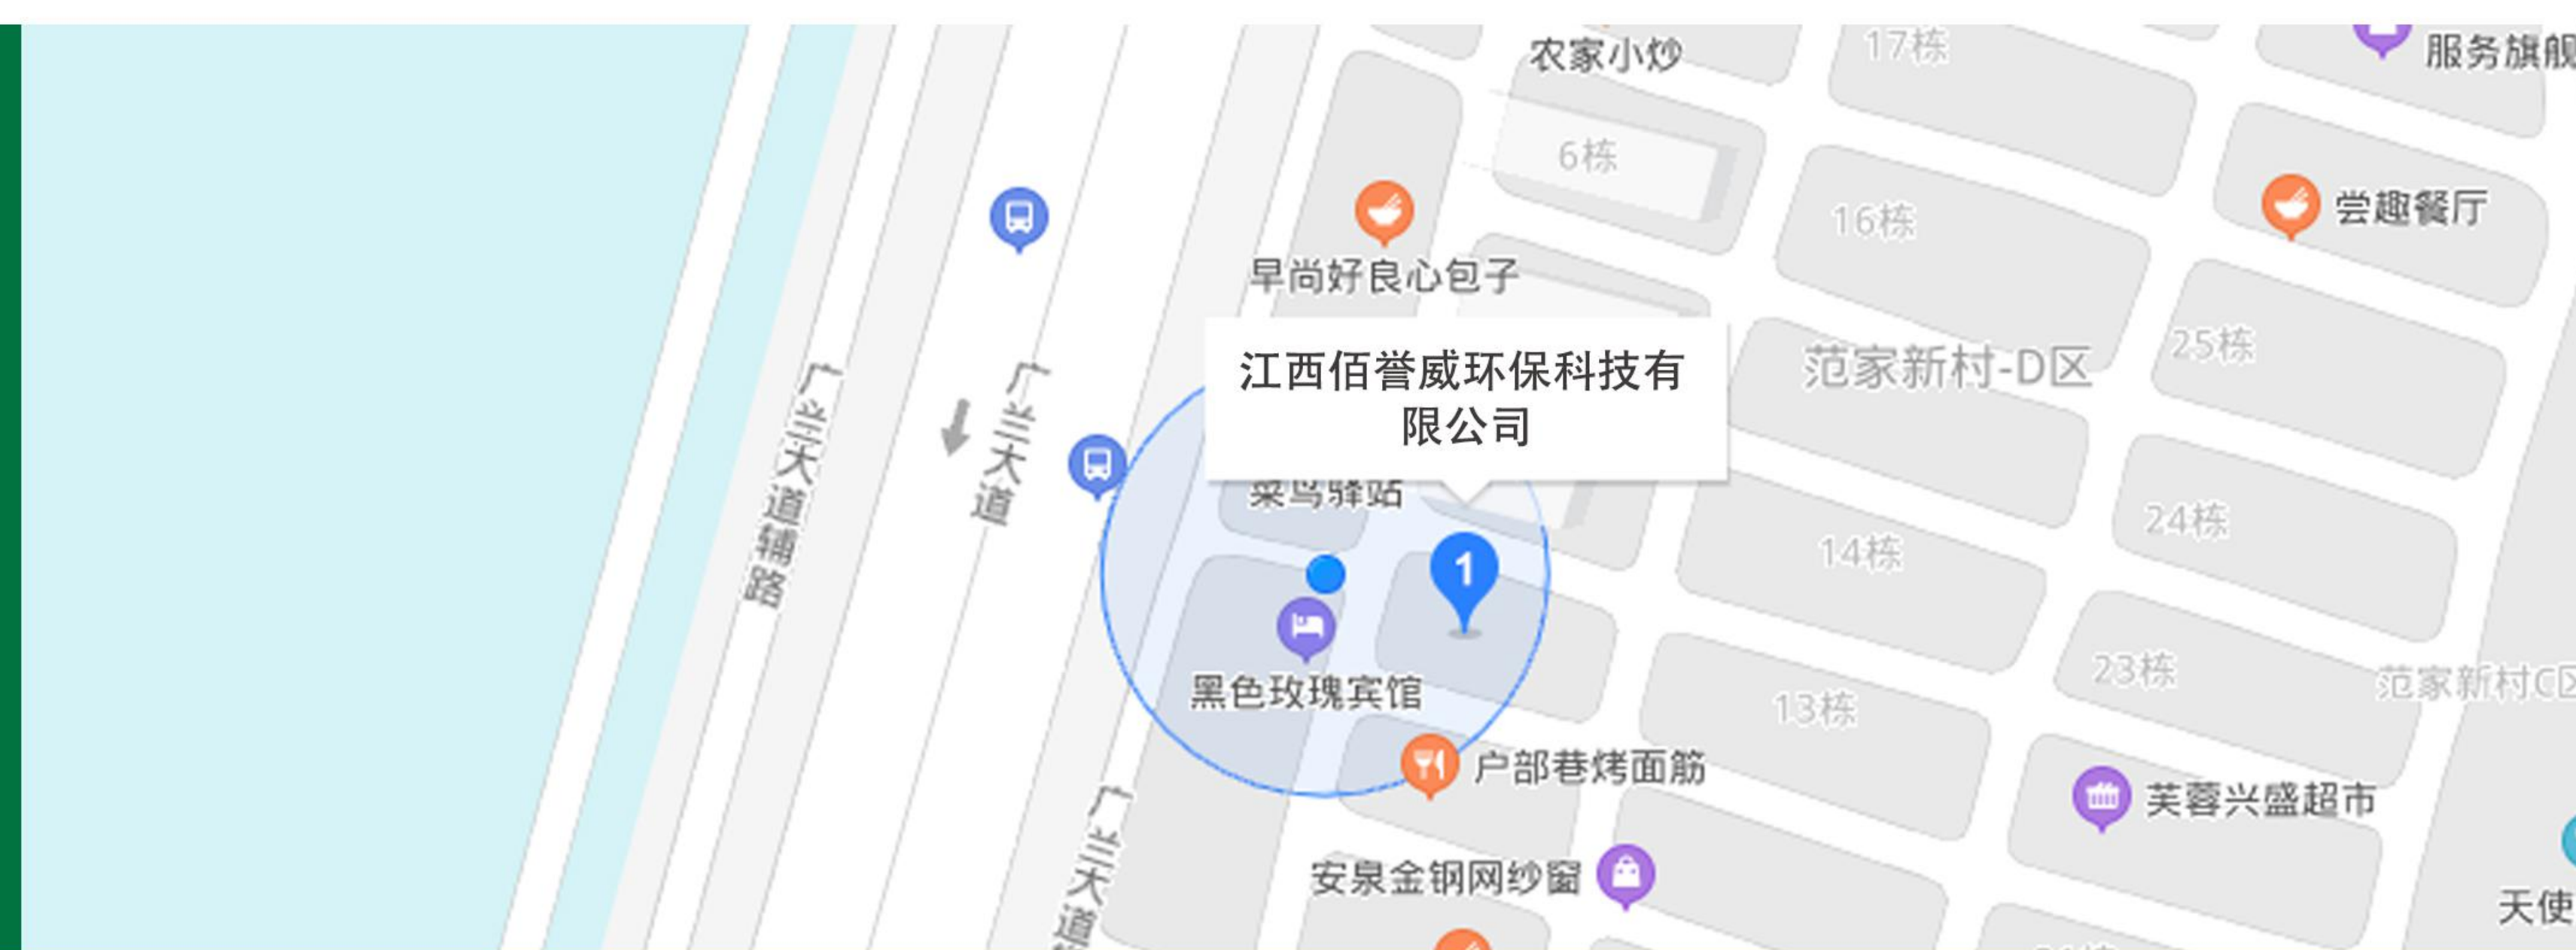 农家小炒
17栋
服务旗舰
6栋
16栋
尝趣餐厅
早尚好良心包子
25栋
江西佰誉威环保科技有
限公司
范家新村-D区
广兰大道辅路
广兰大道
菜鸟驿站
24栋
14栋
1
23栋
范家新村C区
黑色玫瑰宾馆
13栋
户部巷烤面筋
芙蓉兴盛超市
广兰大道
安泉金钢网纱窗
天使